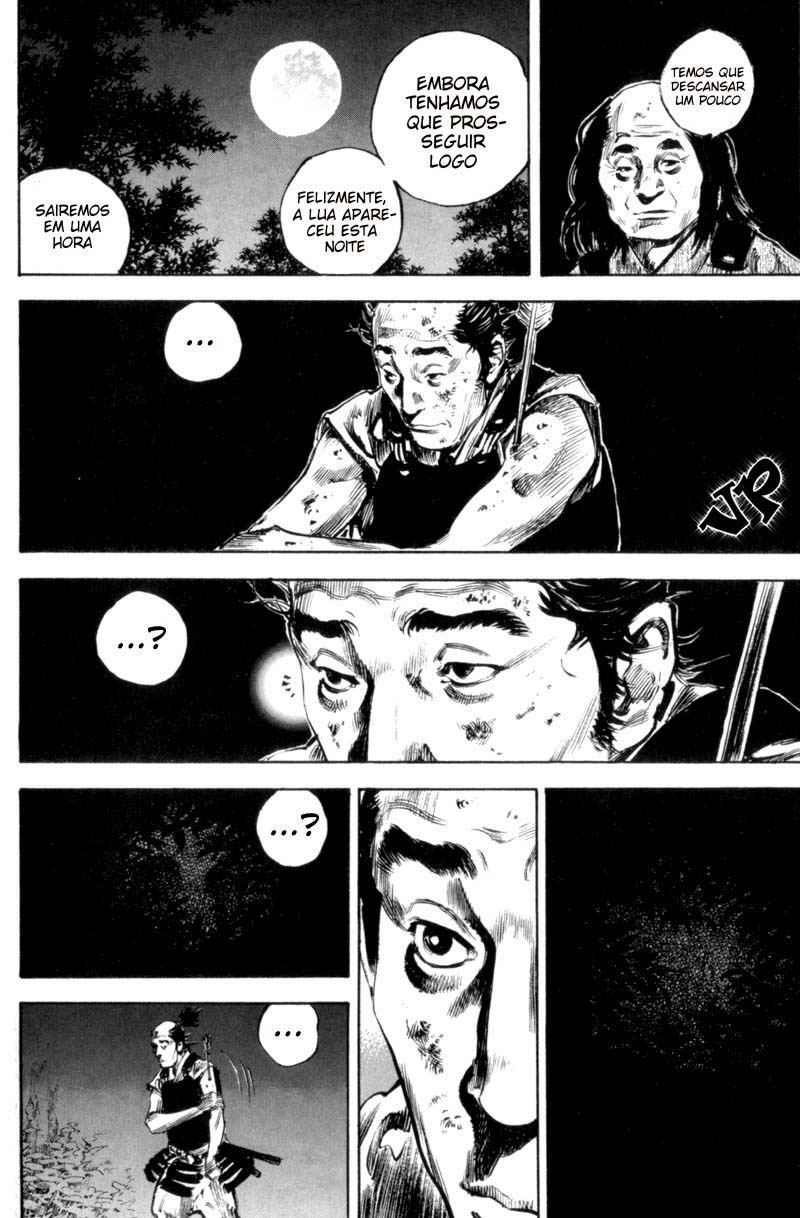 TEMOS QUE
DESCANSAR
UM POUCO
EMBORA
TENHAMOS
QUE PROS-
SEGUIR
LOGO
FELIZMENTE,
A LUA APARE-
CEU ESTA
NOITE
SAIREMOS
EM UMA
HORA
...
VP
...?
...?
...